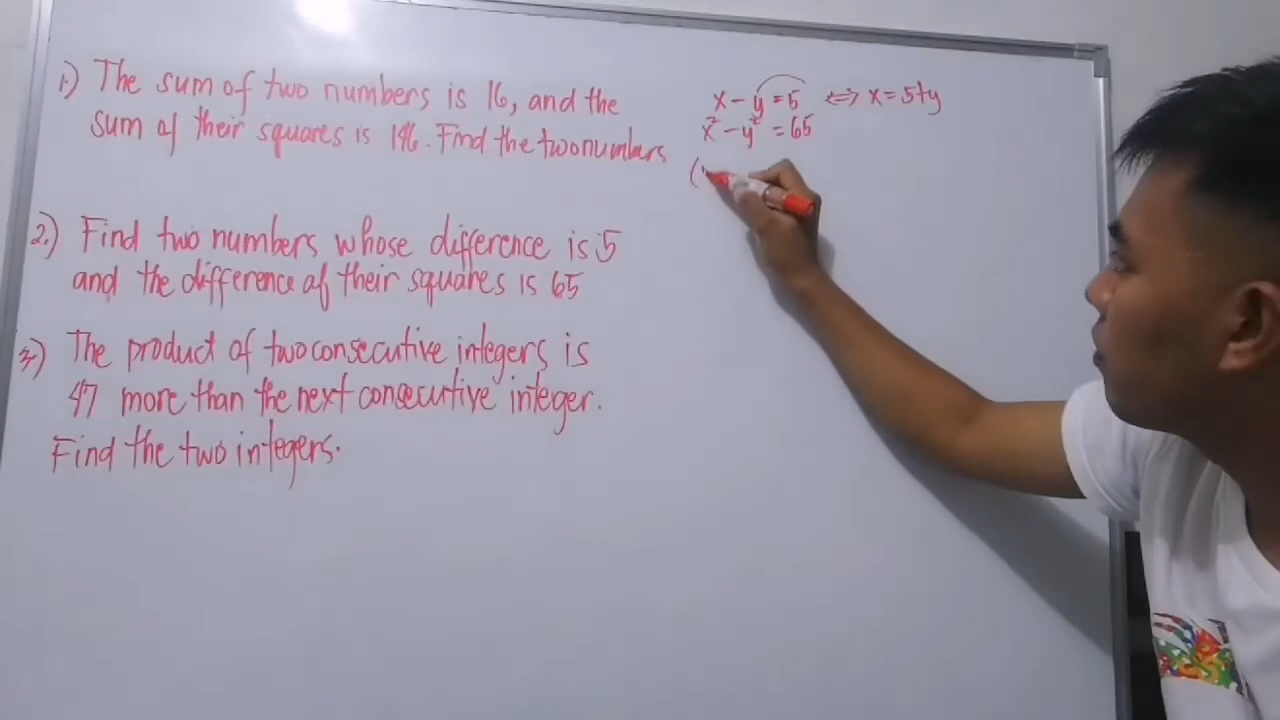 1.) The sum of two numbers is 16, and the
sum of their squares is 146. Find the two numbers
2.) Find two numbers whose difference is 5
and the difference of their squares is 65
3.) The product of two consecutive integers is
47 more than the next consecutive integer.
Find the two integers.
x - y = 5 ⇔ x = 5+y
x² - y² = 65
(